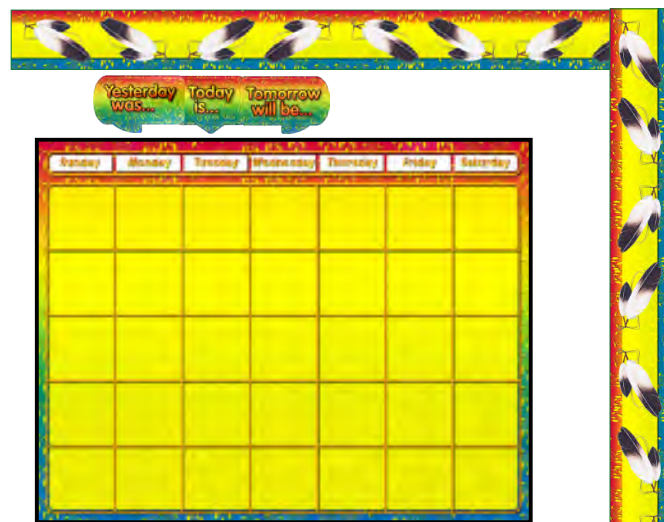 Yesterday was...
Today is...
Tomorrow will be...
Sunday Monday Tuesday Wednesday Thursday Friday Saturday